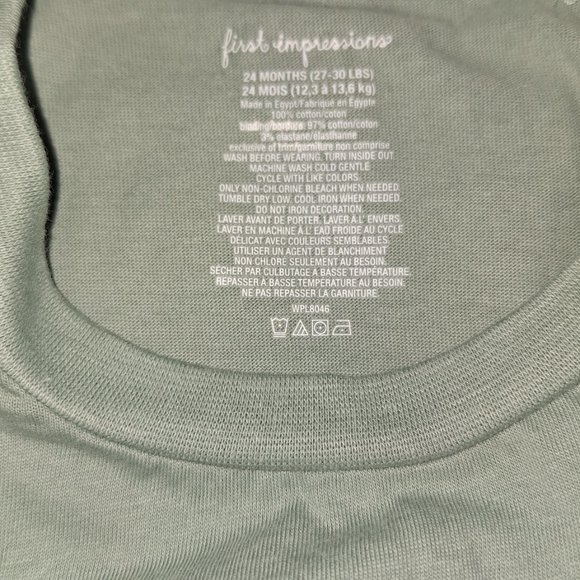 first impressions
24 MONTHS (27-30 LBS)
24 MOIS (12,3 à 13,6 kg)
Made in Egypt/Fabriqué en Égypte
100% cotton/coton
binding/bordure: 97% cotton/coton
3% elastane/élasthanne
exclusive of trim/garniture non comprise
WASH BEFORE WEARING. TURN INSIDE OUT
MACHINE WASH COLD GENTLE
CYCLE WITH LIKE COLORS.
ONLY NON-CHLORINE BLEACH WHEN NEEDED.
TUMBLE DRY LOW. COOL IRON WHEN NEEDED.
DO NOT IRON DECORATION.
LAVER AVANT DE PORTER. LAVER À L' ENVERS.
LAVER EN MACHINE À L' EAU FROIDE AU CYCLE
DÉLICAT AVEC COULEURS SEMBLABLES.
UTILISER UN AGENT DE BLANCHIMENT
NON CHLORE SEULEMENT AU BESOIN.
SÉCHER PAR CULBUTAGE À BASSE TEMPÉRATURE.
REPASSER À BASSE TEMPÉRATURE AU BESOIN.
NE PAS REPASSER LA GARNITURE.
WPL8046